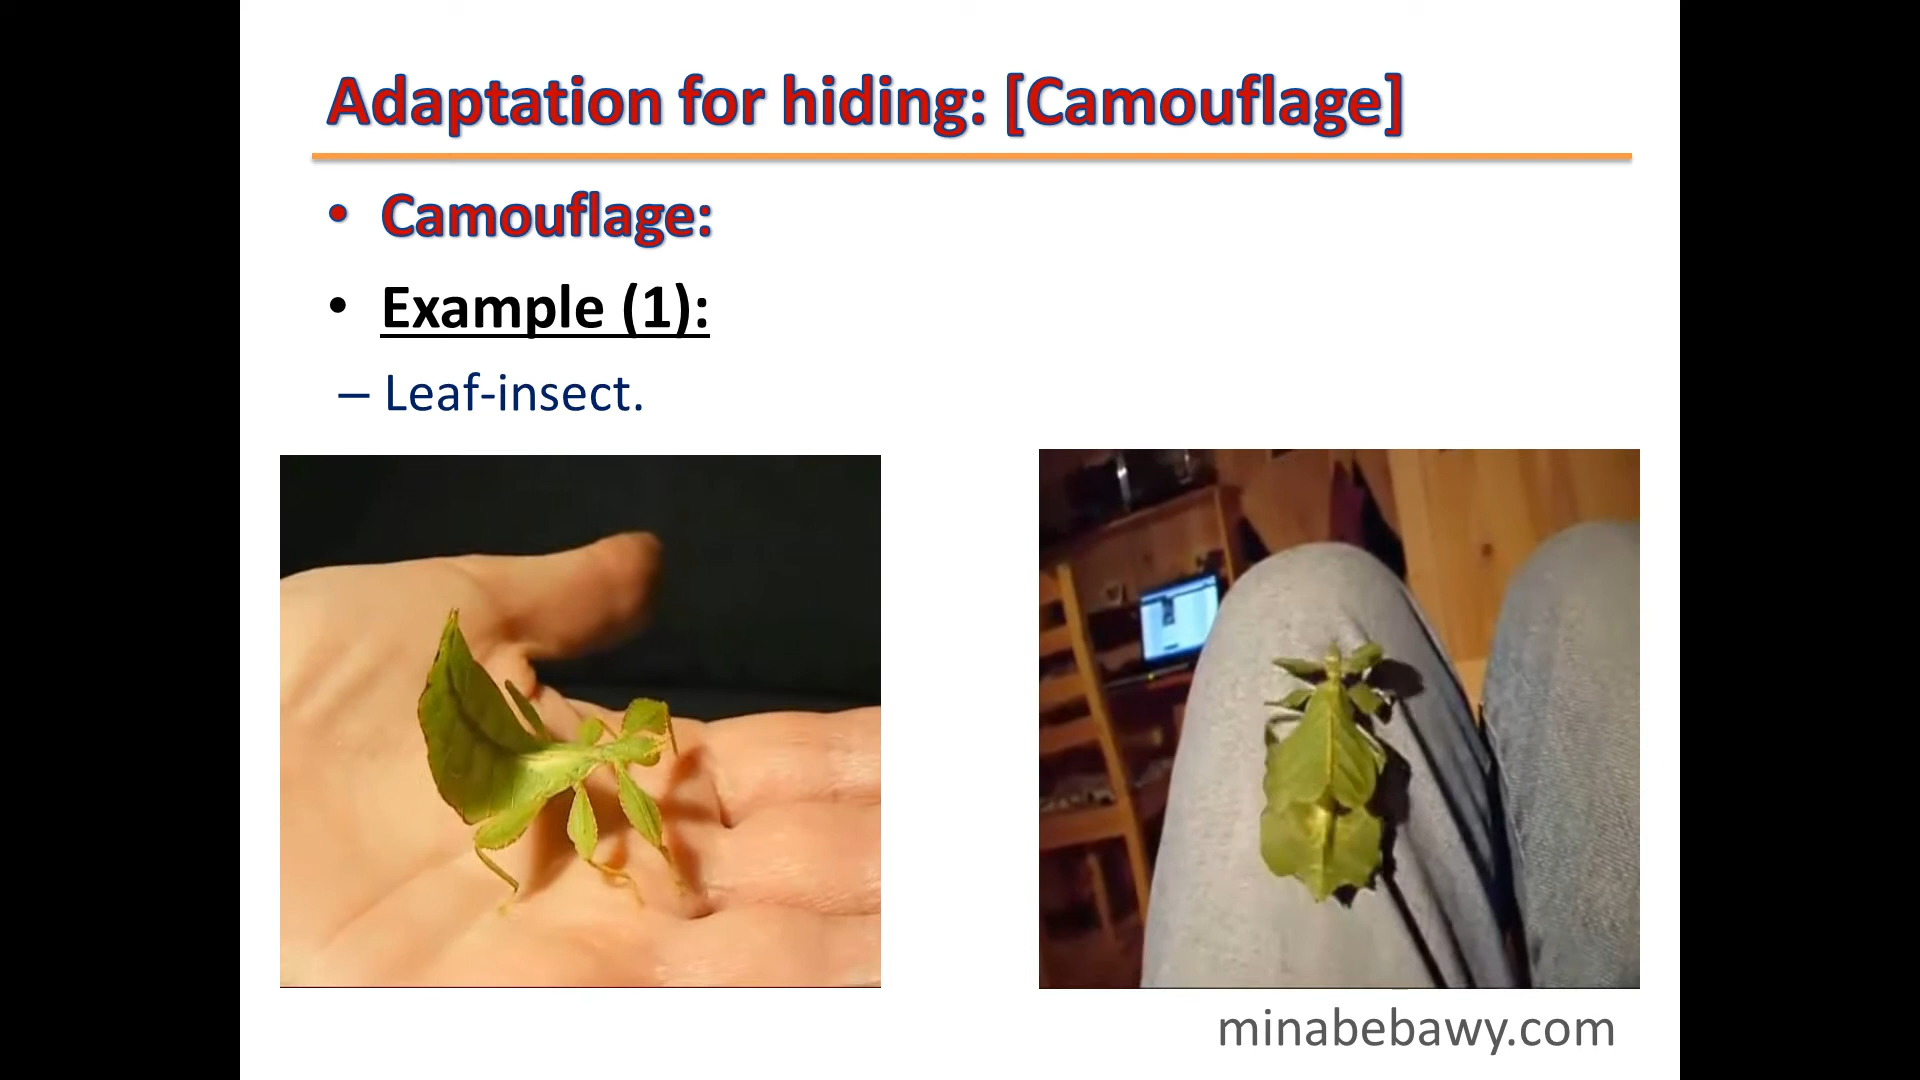 Adaptation for hiding: [Camouflage]
• Camouflage:
• Example (1):
– Leaf-insect.
minabebawy.com